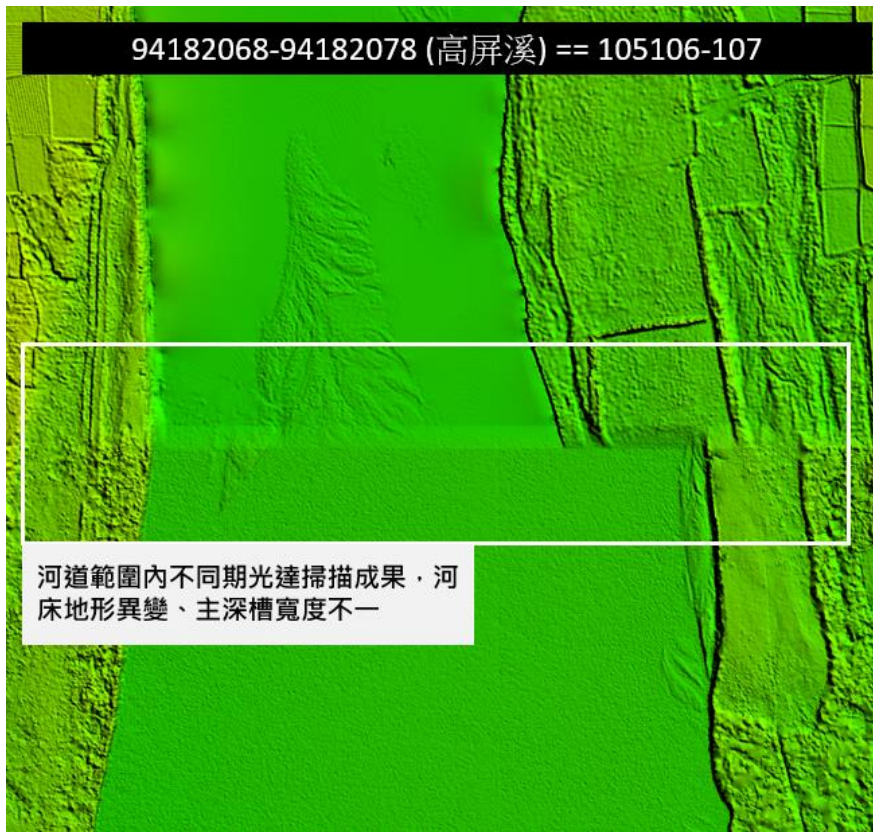 94182068-94182078 (高屏溪) == 105106-107
河道範圍內不同期光達掃描成果，河
床地形異變、主深槽寬度不一